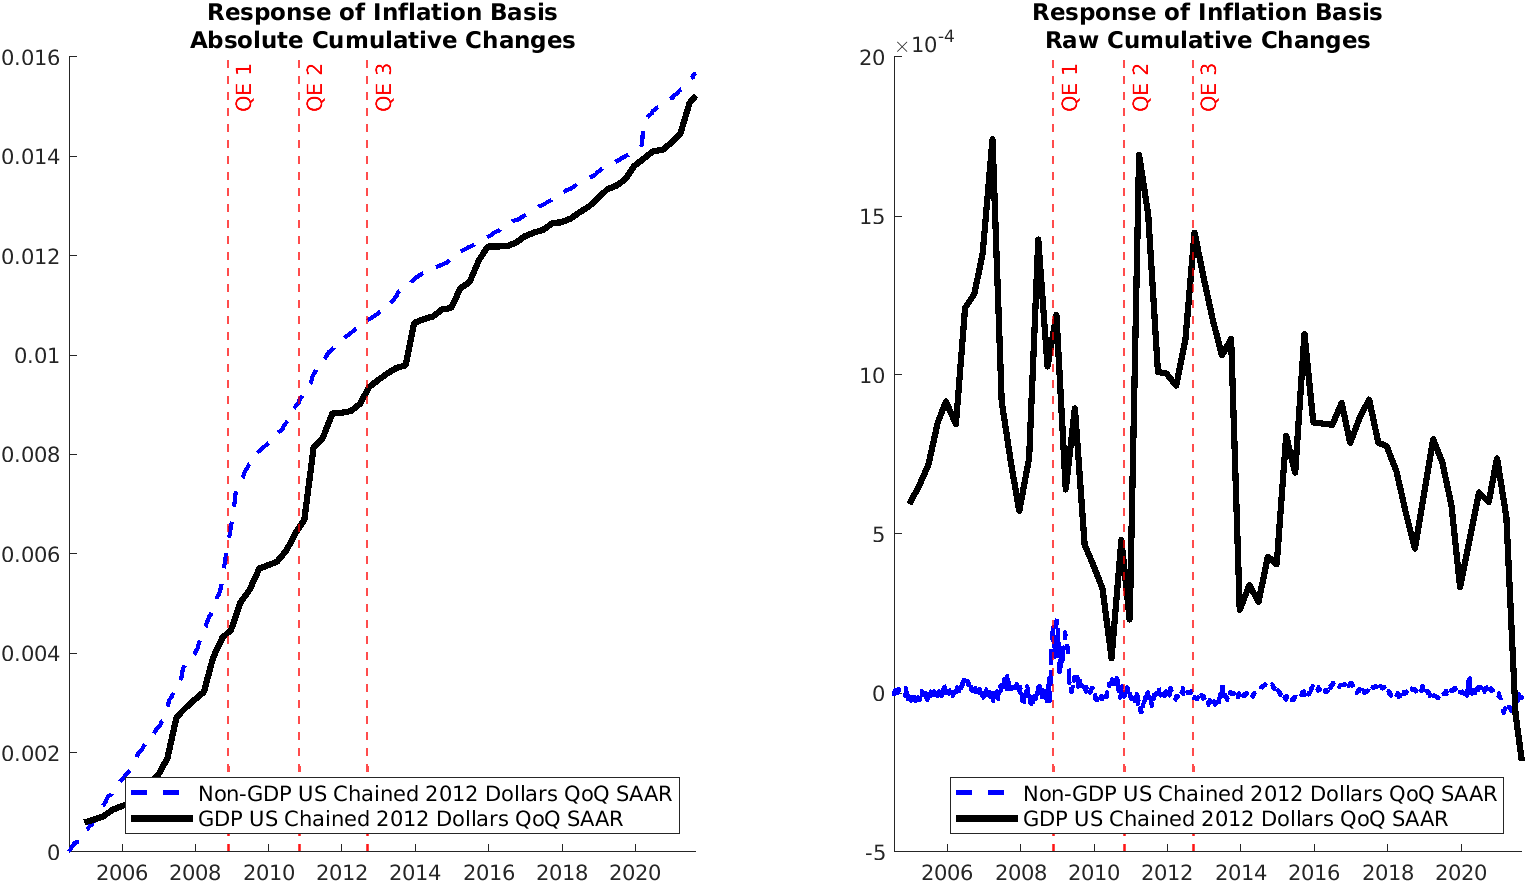 Response of Inflation Basis
Absolute Cumulative Changes
0.016
0.014
0.012
0.01
0.008
0.006
0.004
0.002
0
QE 1
QE 2
QE 3
Non-GDP US Chained 2012 Dollars QoQ SAAR
GDP US Chained 2012 Dollars QoQ SAAR
2006 2008 2010 2012 2014 2016 2018 2020
Response of Inflation Basis
Raw Cumulative Changes
×10-4
20
15
10
5
0
-5
QE 1
QE 2
QE 3
Non-GDP US Chained 2012 Dollars QoQ SAAR
GDP US Chained 2012 Dollars QoQ SAAR
2006 2008 2010 2012 2014 2016 2018 2020